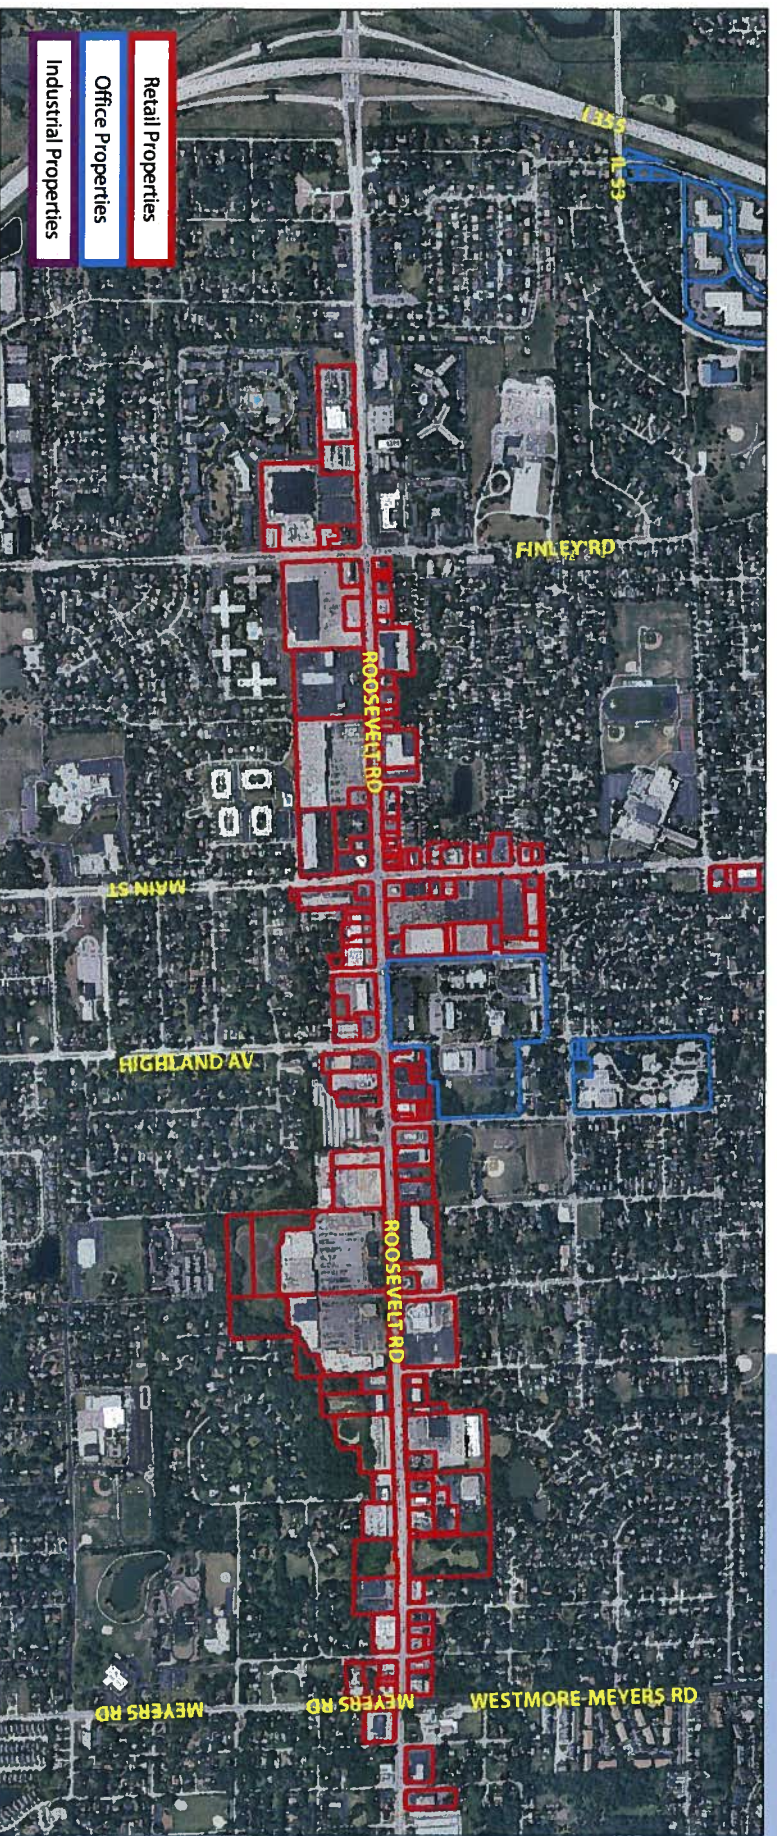 I 355
IL-53
Retail Properties
Office Properties
Industrial Properties
FINLEY RD
ROOSEVELT RD
MAIN ST
HIGHLAND AV
ROOSEVELT RD
MEYERS RD
MEYERS RD
WESTMORE-MEYERS RD